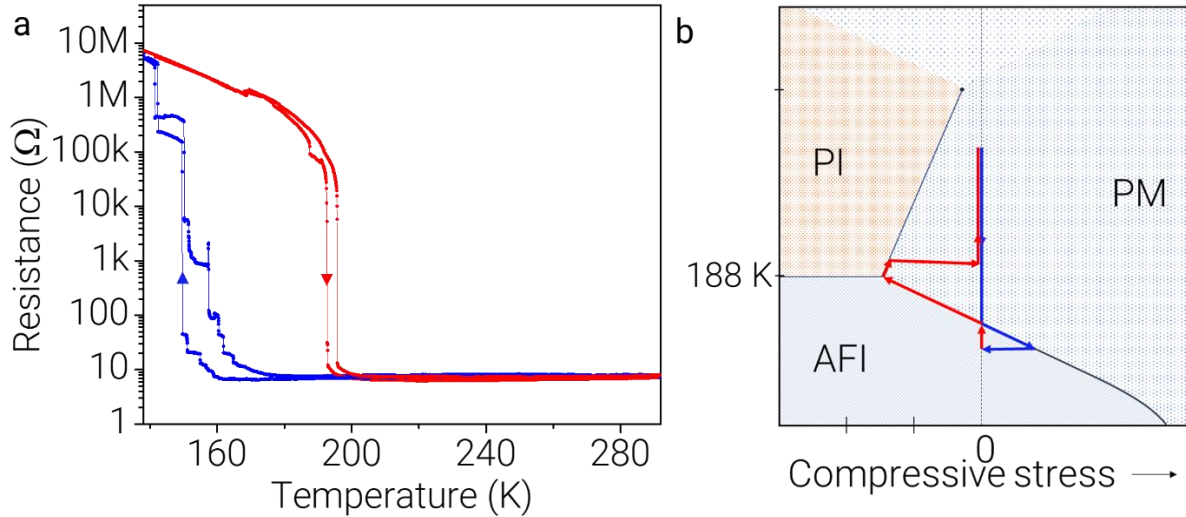 a
Resistance (Ω)
10M
1M
100k
10k
1k
100
10
1
160
200
240
280
Temperature (K)
b
PI
PM
188 K
AFI
0
Compressive stress →